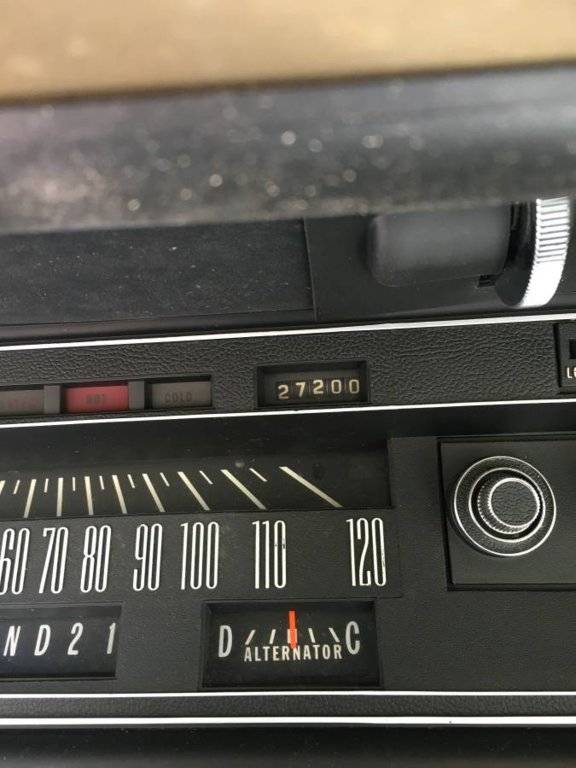 HOT COLD 27200
60 70 80 90 100 110 120
N D 2 1
D C
ALTERNATOR